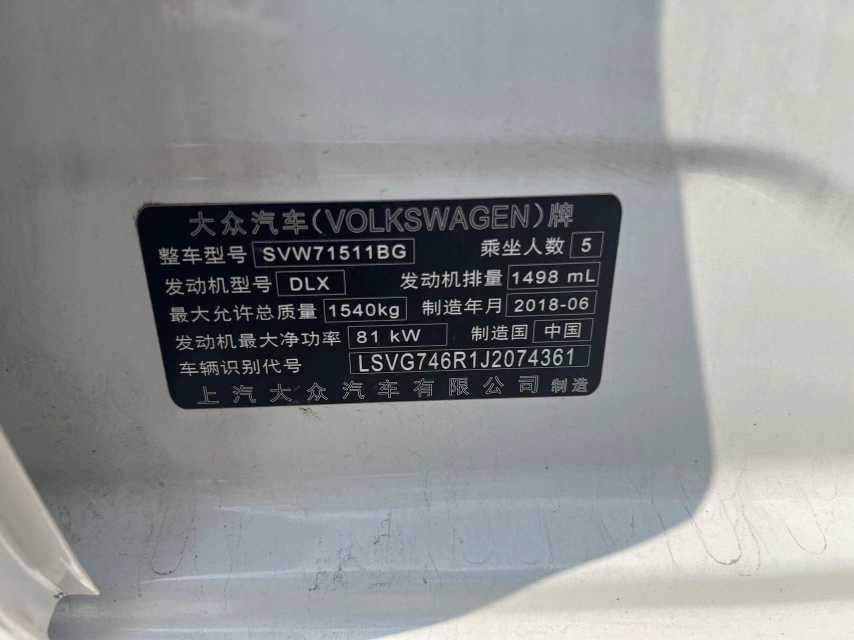 大众汽车(VOLKSWAGEN)牌
整车型号 SVW71511BG 乘坐人数 5
发动机型号 DLX 发动机排量 1498 mL
最大允许总质量 1540kg 制造年月 2018-06
发动机最大净功率 81 kW 制造国 中国
车辆识别代号 LSVG746R1J2074361
上汽大众汽车有限公司 制造